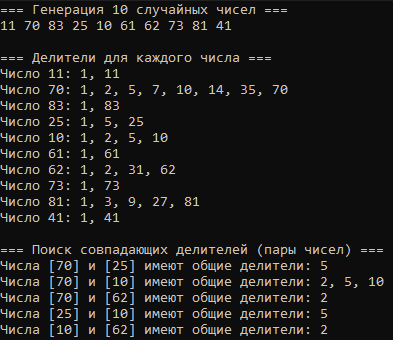 === Генерация 10 случайных чисел ===
11 70 83 25 10 61 62 73 81 41
=== Делители для каждого числа ===
Число 11: 1, 11
Число 70: 1, 2, 5, 7, 10, 14, 35, 70
Число 83: 1, 83
Число 25: 1, 5, 25
Число 10: 1, 2, 5, 10
Число 61: 1, 61
Число 62: 1, 2, 31, 62
Число 73: 1, 73
Число 81: 1, 3, 9, 27, 81
Число 41: 1, 41
=== Поиск совпадающих делителей (пары чисел) ===
Числа [70] и [25] имеют общие делители: 5
Числа [70] и [10] имеют общие делители: 2, 5, 10
Числа [70] и [62] имеют общие делители: 2
Числа [25] и [10] имеют общие делители: 5
Числа [10] и [62] имеют общие делители: 2